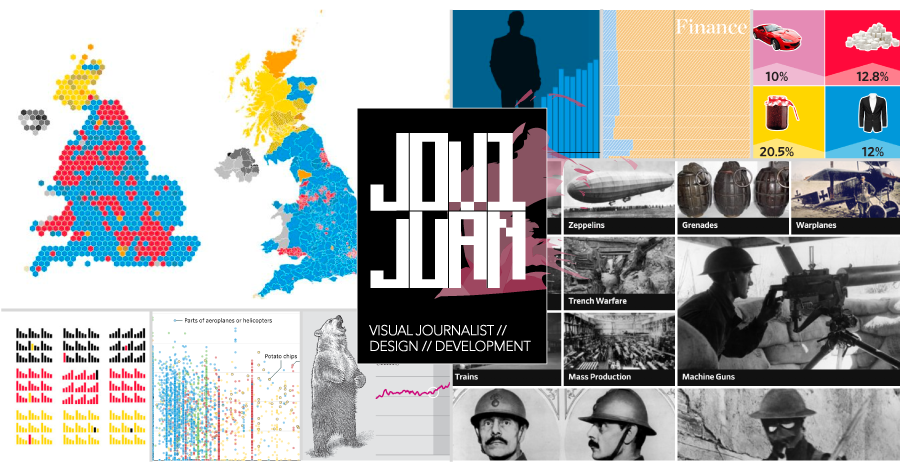 Finance
10%
12.8%
20.5%
12%
JOVI
JUAN
VISUAL JOURNALIST //
DESIGN // DEVELOPMENT
Zeppelins
Grenades
Warplanes
Trench Warfare
Trains
Mass Production
Machine Guns
Parts of aeroplanes or helicopters
Potato chips